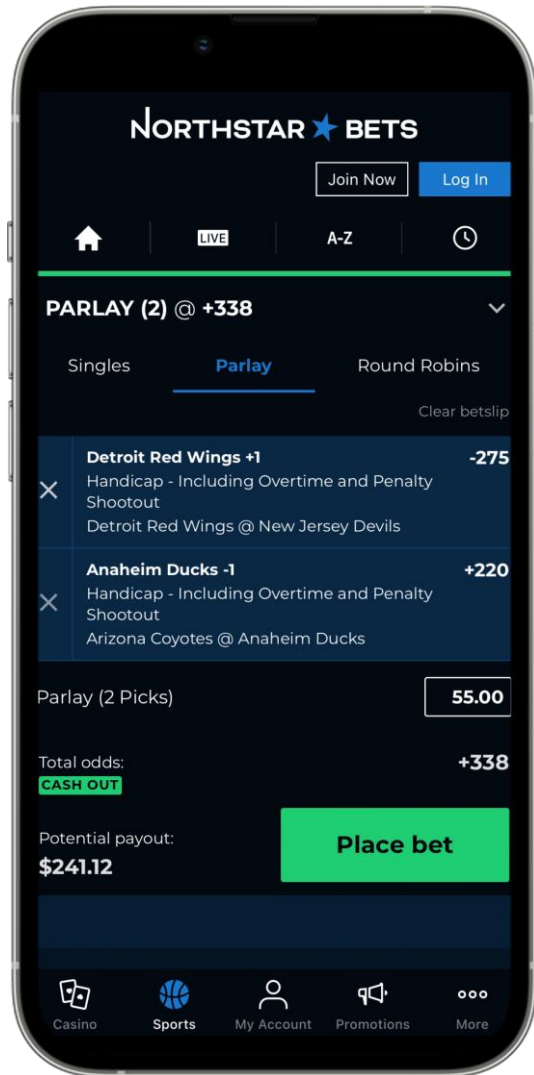 NORTHSTAR BETS
Join Now
Log In
LIVE
A-Z
PARLAY (2) @ +338
Singles
Parlay
Round Robins
Clear betslip
Detroit Red Wings +1
-275
Handicap - Including Overtime and Penalty
Shootout
Detroit Red Wings @ New Jersey Devils
Anaheim Ducks -1
+220
Handicap - Including Overtime and Penalty
Shootout
Arizona Coyotes @ Anaheim Ducks
Parlay (2 Picks)
55.00
Total odds:
+338
CASH OUT
Potential payout:
$241.12
Place bet
Casino
Sports
My Account
Promotions
More